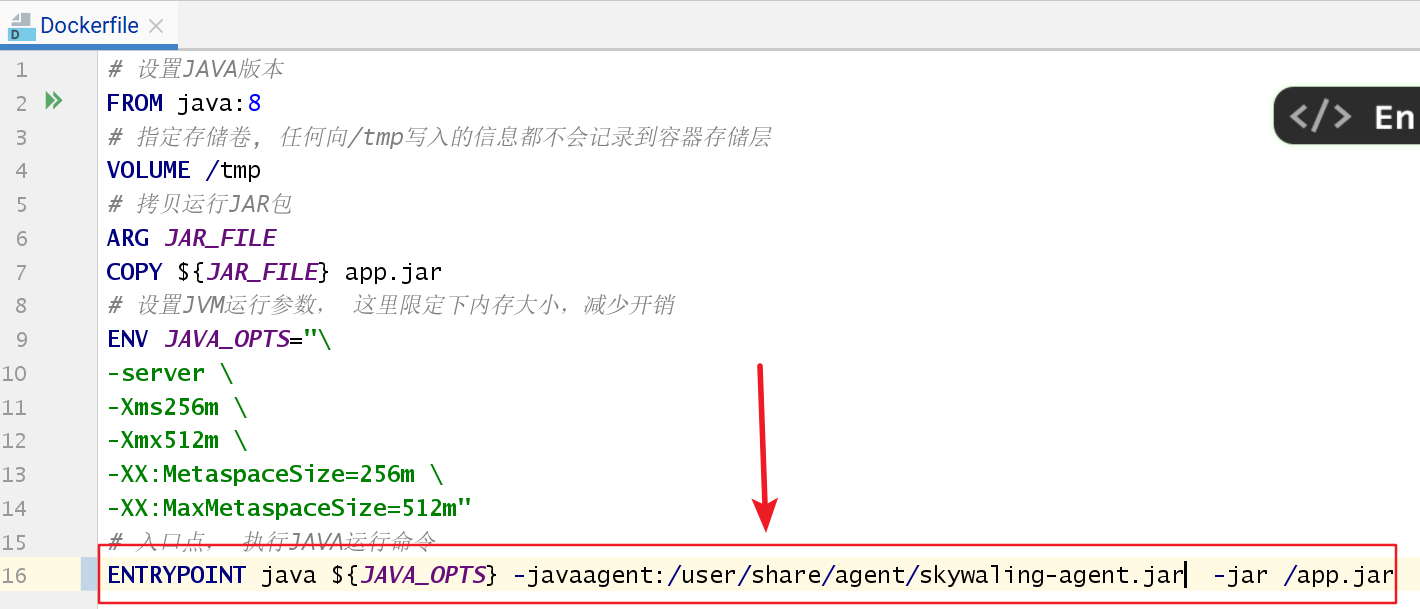 Dockerfile
1 # 设置JAVA版本
2 FROM java:8
3 # 指定存储卷, 任何向/tmp写入的信息都不会记录到容器存储层
4 VOLUME /tmp
5 # 拷贝运行JAR包
6 ARG JAR_FILE
7 COPY ${JAR_FILE} app.jar
8 # 设置JVM运行参数， 这里限定下内存大小，减少开销
9 ENV JAVA_OPTS="\
10 -server \
11 -Xms256m \
12 -Xmx512m \
13 -XX:MetaspaceSize=256m \
14 -XX:MaxMetaspaceSize=512m"
15 # 入口点， 执行JAVA运行命令
16 ENTRYPOINT java ${JAVA_OPTS} -javaagent:/user/share/agent/skywaling-agent.jar -jar /app.jar
</> En